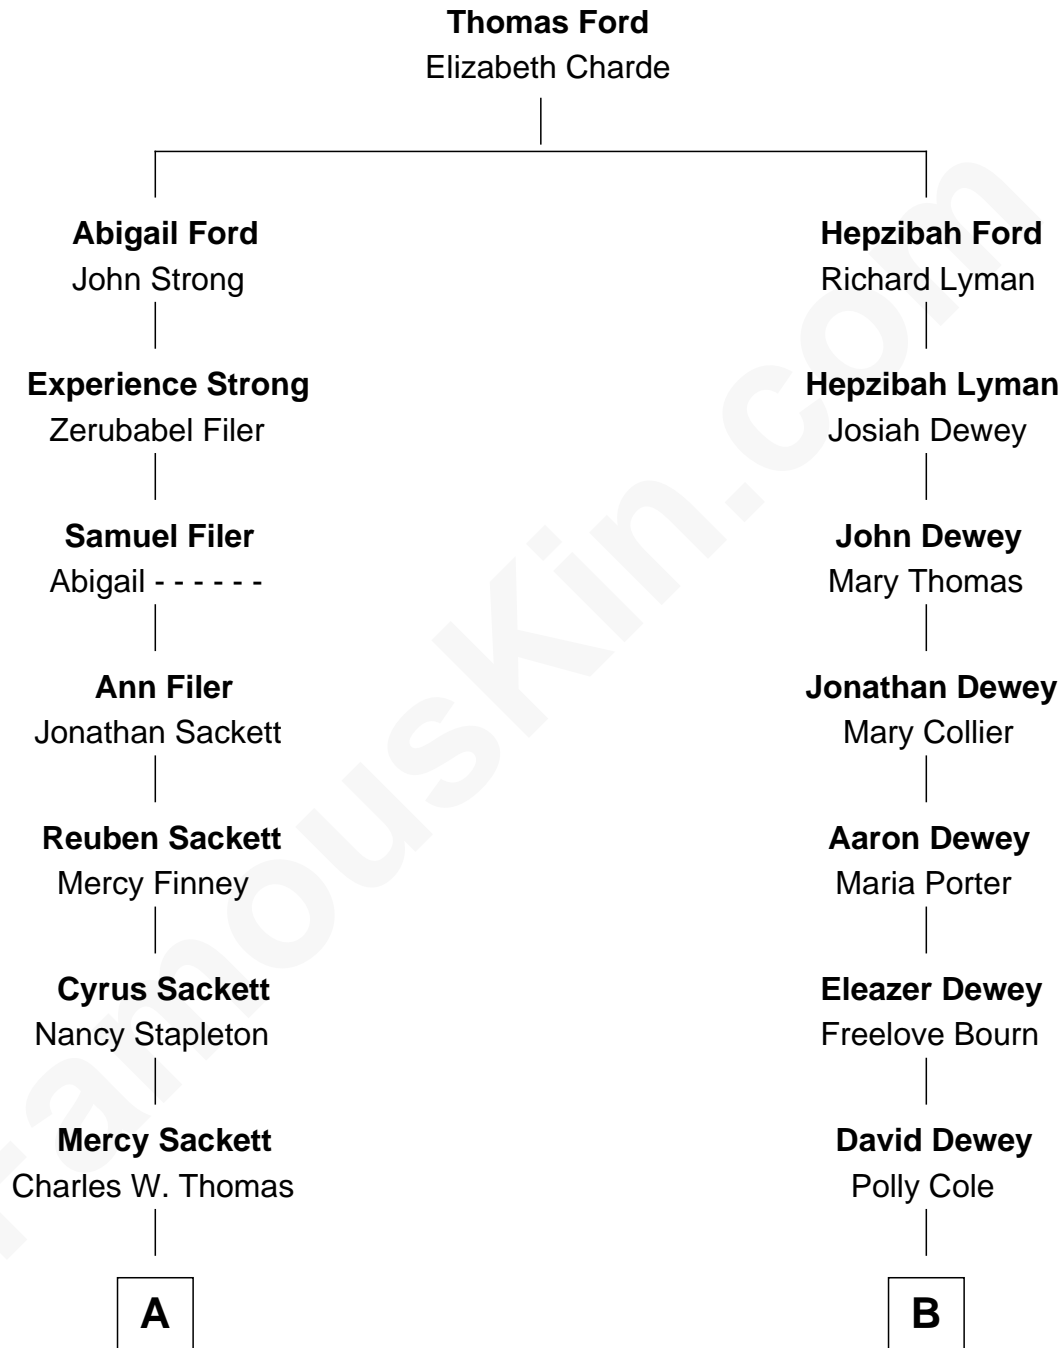 Thomas Ford
Elizabeth Charde
Abigail Ford
John Strong
Hepzibah Ford
Richard Lyman
Experience Strong
Zerubabel Filer
Hepzibah Lyman
Josiah Dewey
Samuel Filer
Abigail - - - - - -
John Dewey
Mary Thomas
Ann Filer
Jonathan Sackett
Jonathan Dewey
Mary Collier
Reuben Sackett
Mercy Finney
Aaron Dewey
Maria Porter
Cyrus Sackett
Nancy Stapleton
Eleazer Dewey
Freelove Bourn
Mercy Sackett
Charles W. Thomas
David Dewey
Polly Cole
A
B
FamousKin.com